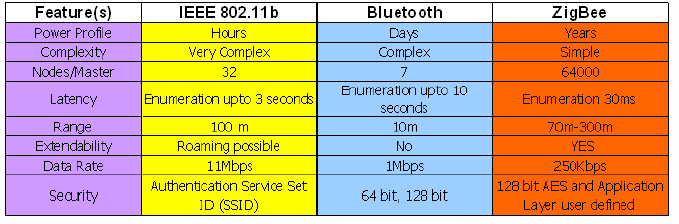 Feature(s) IEEE 802.11b Bluetooth ZigBee
Power Profile Hours Days Years
Complexity Very Complex Complex Simple
Nodes/Master 32 7 64000
Latency Enumeration upto 3 seconds Enumeration upto 10 seconds Enumeration 30ms
Range 100 m 10m 70m-300m
Extendability Roaming possible No YES
Data Rate 11Mbps 1Mbps 250Kbps
Security Authentication Service Set ID (SSID) 64 bit, 128 bit 128 bit AES and Application Layer user defined